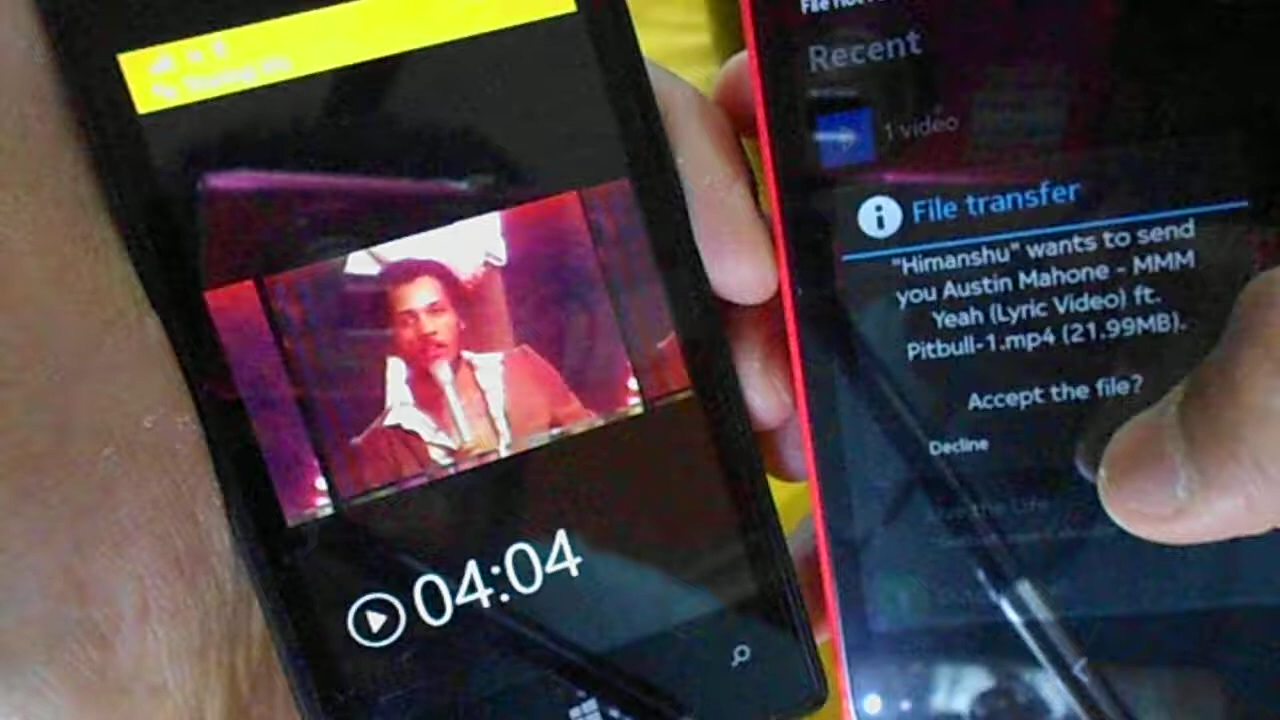 04:04
File
Recent
1 video
File transfer
"Himanshu" wants to send
you Austin Mahone - MMM
Yeah (Lyric Video) ft.
Pitbull-1.mp4 (21.99MB).
Accept the file?
Decline